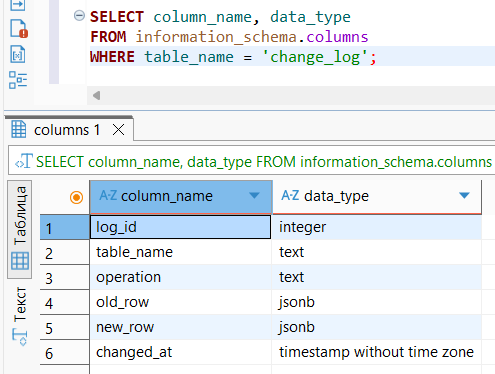 SELECT column_name, data_type
FROM information_schema.columns
WHERE table_name = 'change_log';
columns 1
SELECT column_name, data_type FROM information_schema.columns
Таблица
Текст
A-Z column_name A-Z data_type
1 log_id integer
2 table_name text
3 operation text
4 old_row jsonb
5 new_row jsonb
6 changed_at timestamp without time zone